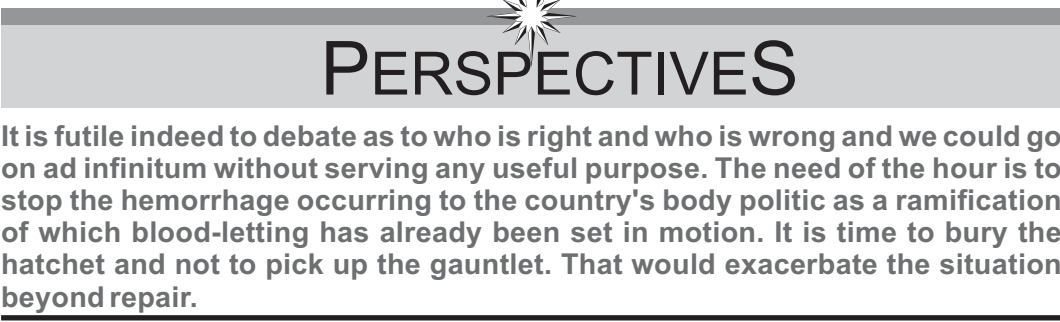 PERSPECTIVES
It is futile indeed to debate as to who is right and who is wrong and we could go
on ad infinitum without serving any useful purpose. The need of the hour is to
stop the hemorrhage occurring to the country's body politic as a ramification
of which blood-letting has already been set in motion. It is time to bury the
hatchet and not to pick up the gauntlet. That would exacerbate the situation
beyond repair.